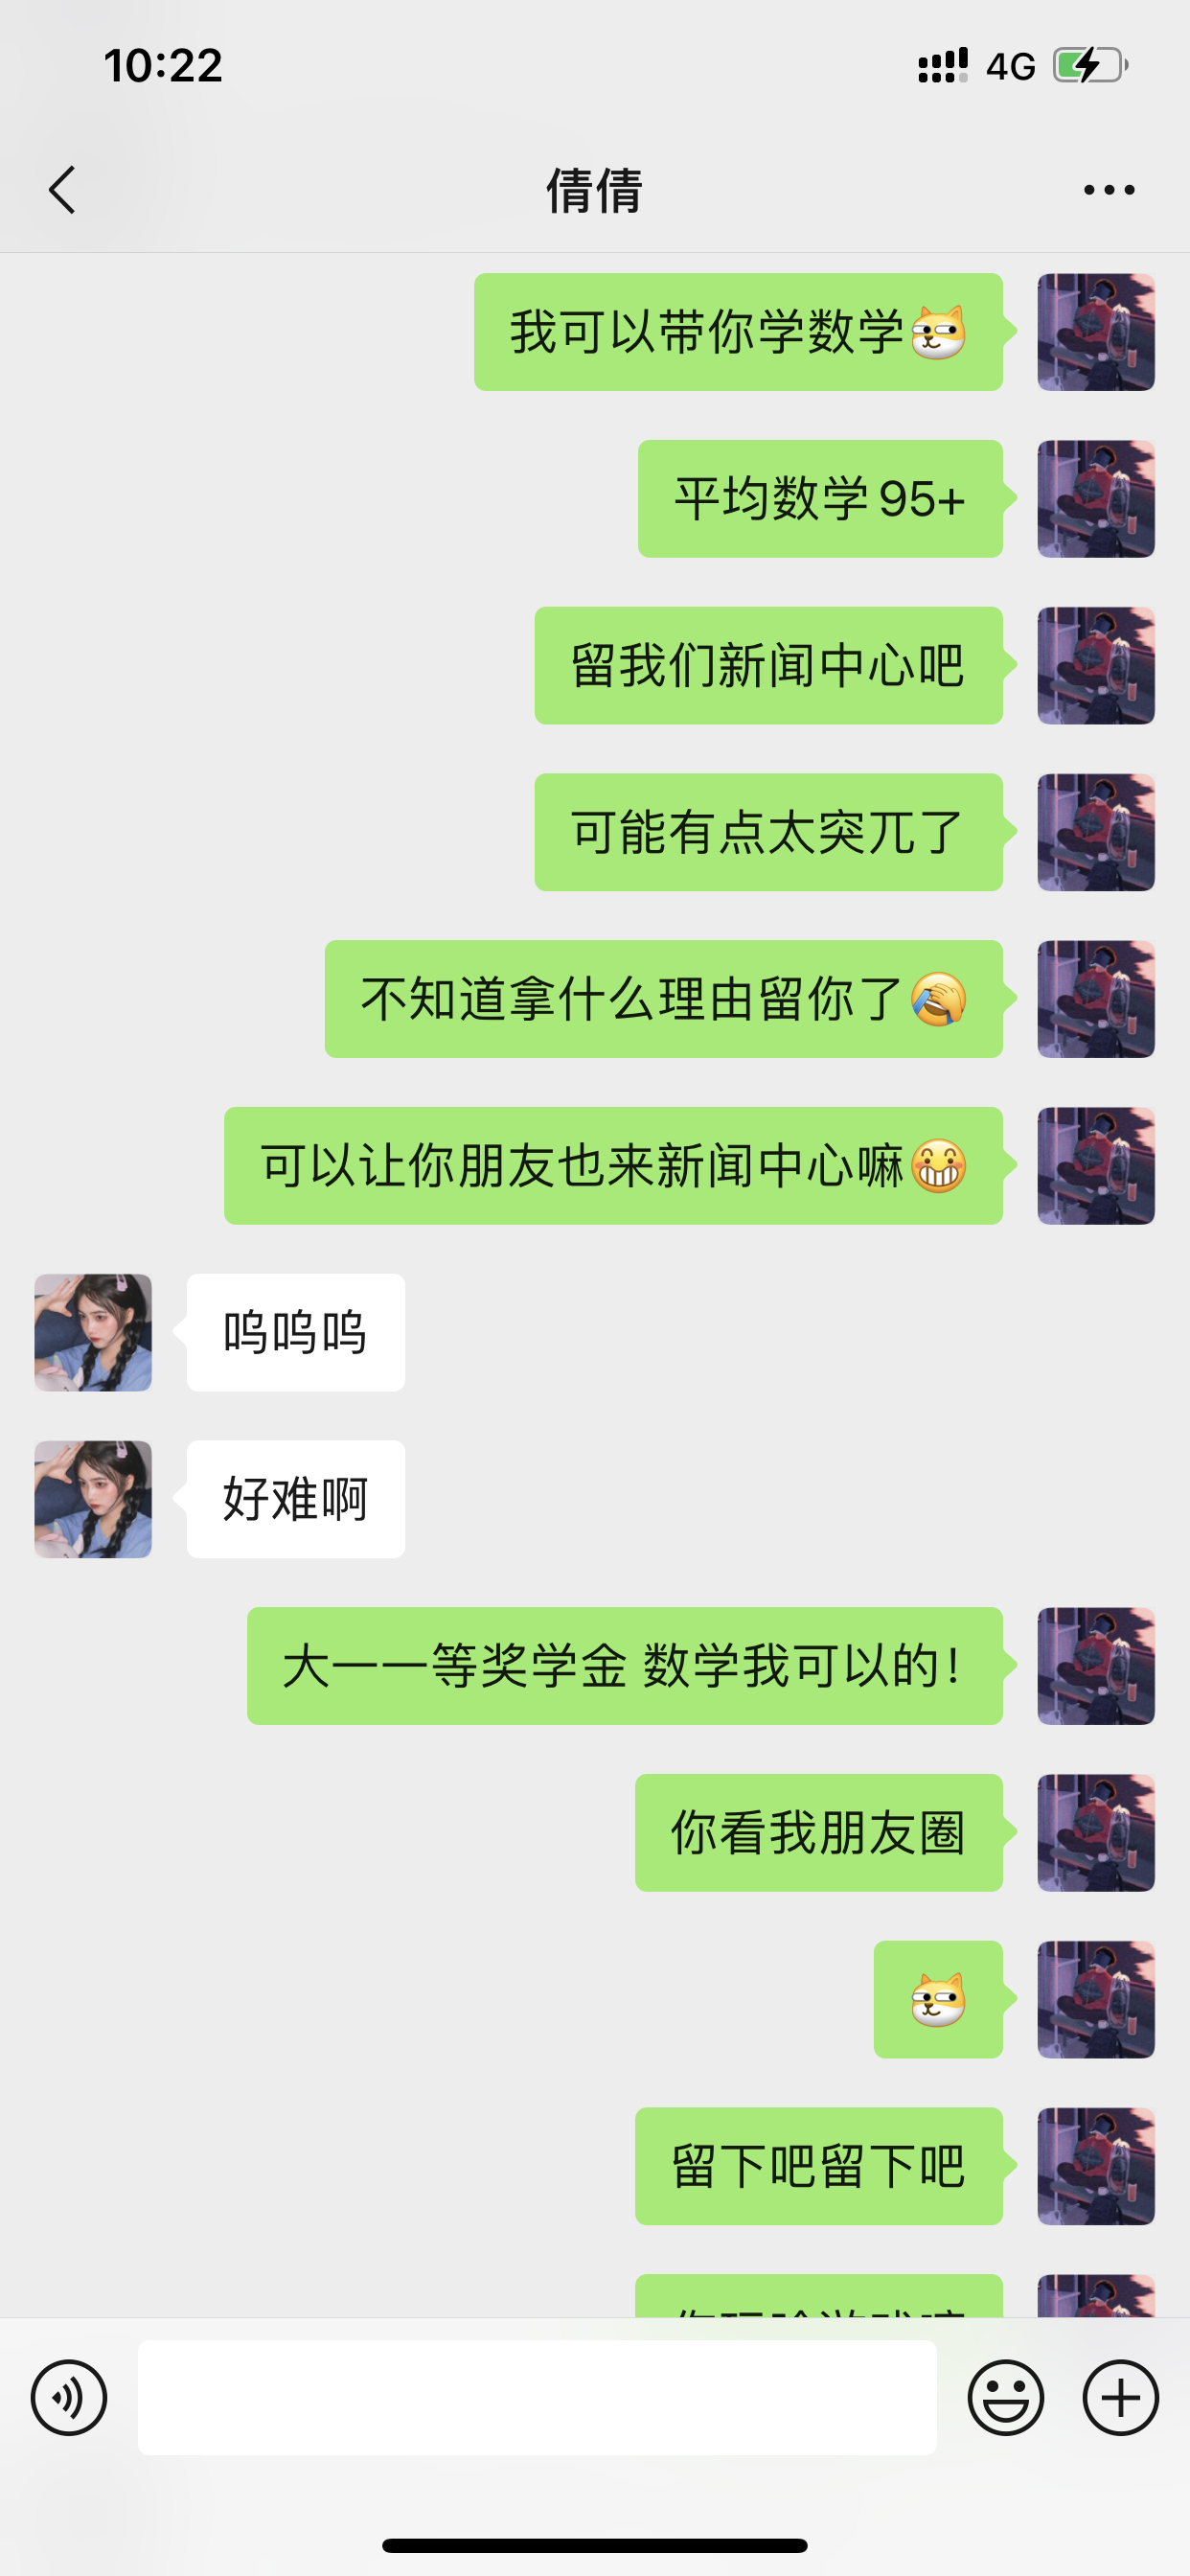 10:22
4G
倩倩
我可以带你学数学
平均数学 95+
留我们新闻中心吧
可能有点太突兀了
不知道拿什么理由留你了
可以让你朋友也来新闻中心嘛
呜呜呜
好难啊
大一一等奖学金 数学我可以的!
你看我朋友圈
留下吧留下吧